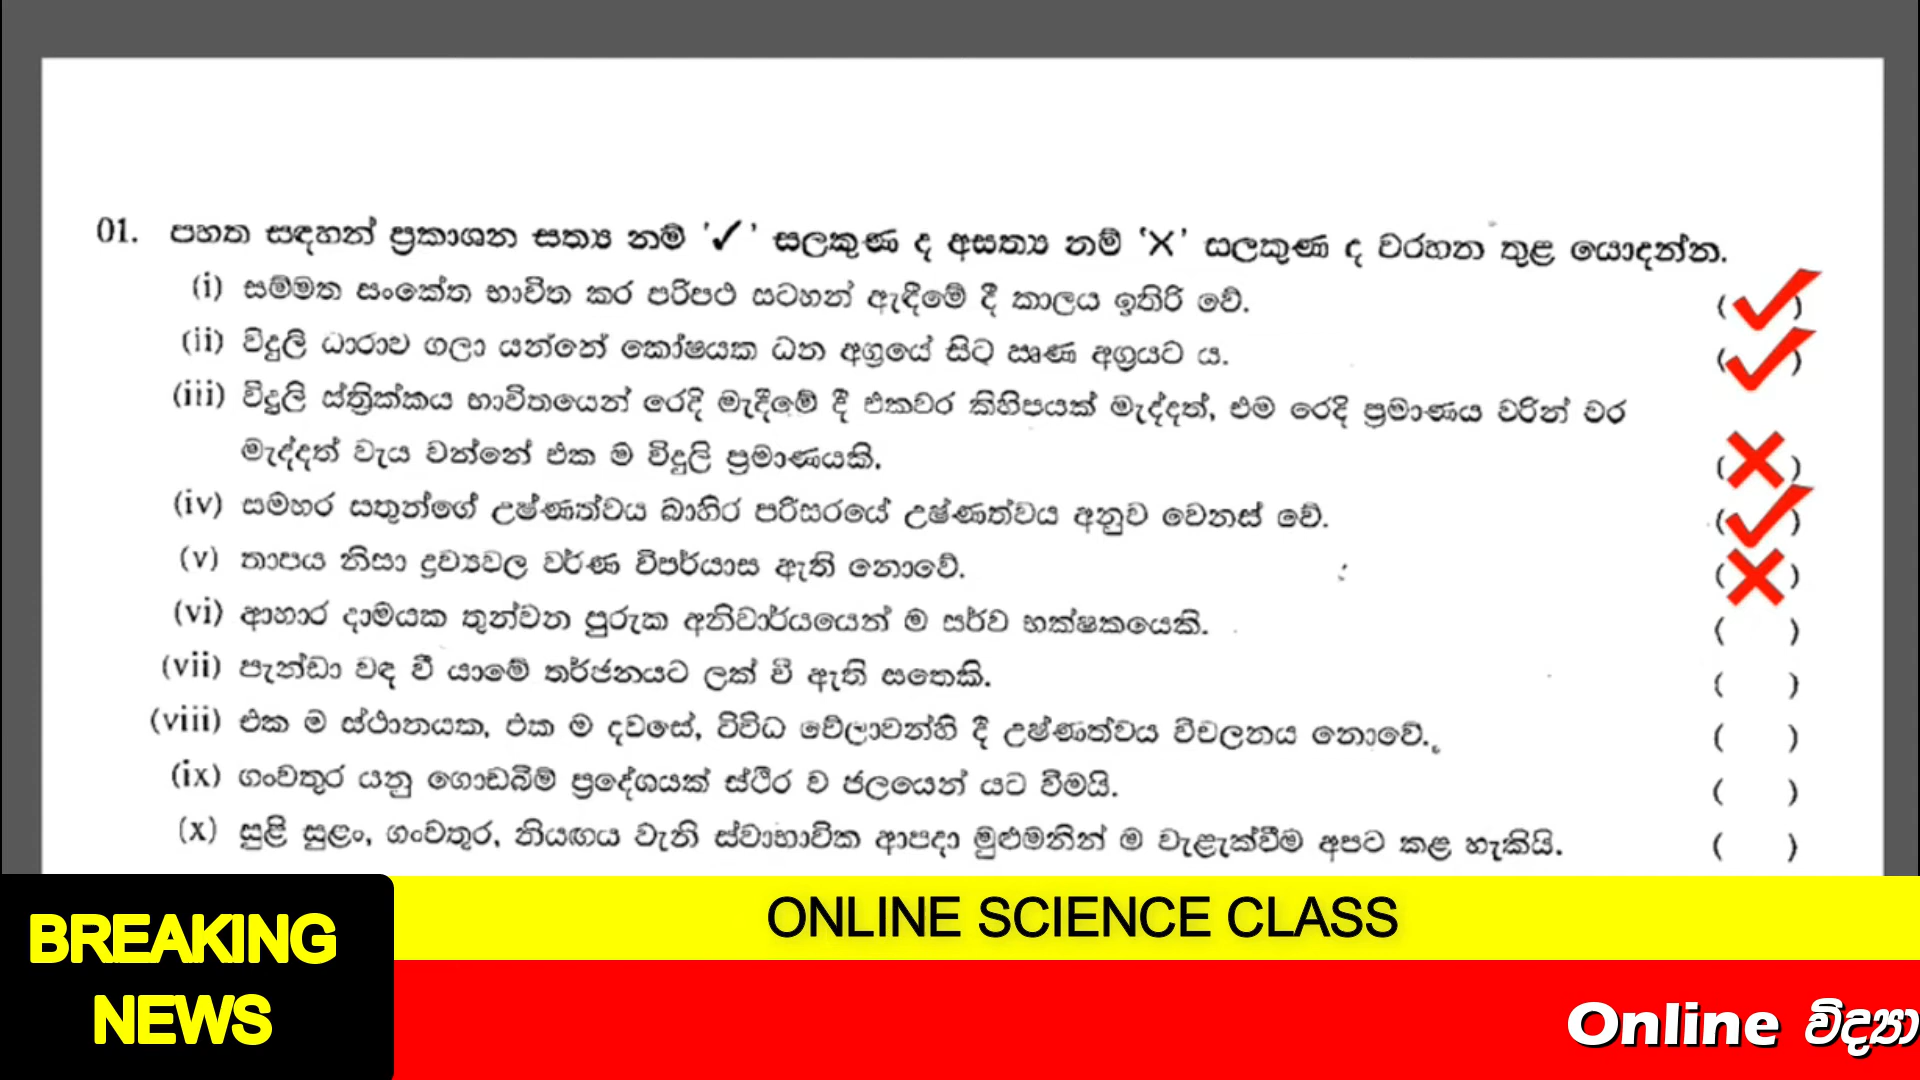 01. පහත සඳහන් ප්‍රකාශන සත්‍ය නම් '✓' සලකුණ ද අසත්‍ය නම් 'X' සලකුණ ද වරහන තුළ යොදන්න.
(i) සම්මත සංකේත භාවිත කර පරිපථ සටහන් ඇඳීමේ දී කාලය ඉතිරි වේ. (✓)
(ii) විදුලි ධාරාව ගලා යන්නේ කෝෂයක ධන අග්‍රයේ සිට සෘණ අග්‍රයට ය. (✓)
(iii) විදුලි ස්ත්‍රික්කය භාවිතයෙන් රෙදි මැදීමේ දී එකවර කිහිපයක් මැද්දත්, එම රෙදි ප්‍රමාණය වරින් වර
මැද්දත් වැය වන්නේ එක ම විදුලි ප්‍රමාණයකි. (X)
(iv) සමහර සතුන්ගේ උෂ්ණත්වය බාහිර පරිසරයේ උෂ්ණත්වය අනුව වෙනස් වේ. (✓)
(v) තාපය නිසා ද්‍රව්‍යවල වර්ණ විපර්යාස ඇති නොවේ. (X)
(vi) ආහාර දාමයක තුන්වන පුරුක අනිවාර්යයෙන් ම සර්ව භක්ෂකයෙකි. ( )
(vii) පැන්ඩා වඳ වී යාමේ තර්ජනයට ලක් වී ඇති සතෙකි. ( )
(viii) එක ම ස්ථානයක, එක ම දවසේ, විවිධ වේලාවන්හි දී උෂ්ණත්වය විචලනය නොවේ. ( )
(ix) ගංවතුර යනු ගොඩබිම් ප්‍රදේශයක් ස්ථිර ව ජලයෙන් යට වීමයි. ( )
(x) සුළි සුළං, ගංවතුර, නියඟය වැනි ස්වාභාවික ආපදා මුළුමනින් ම වැළැක්වීම අපට කළ හැකියි. ( )
ONLINE SCIENCE CLASS
BREAKING
NEWS
Online විද්‍යා